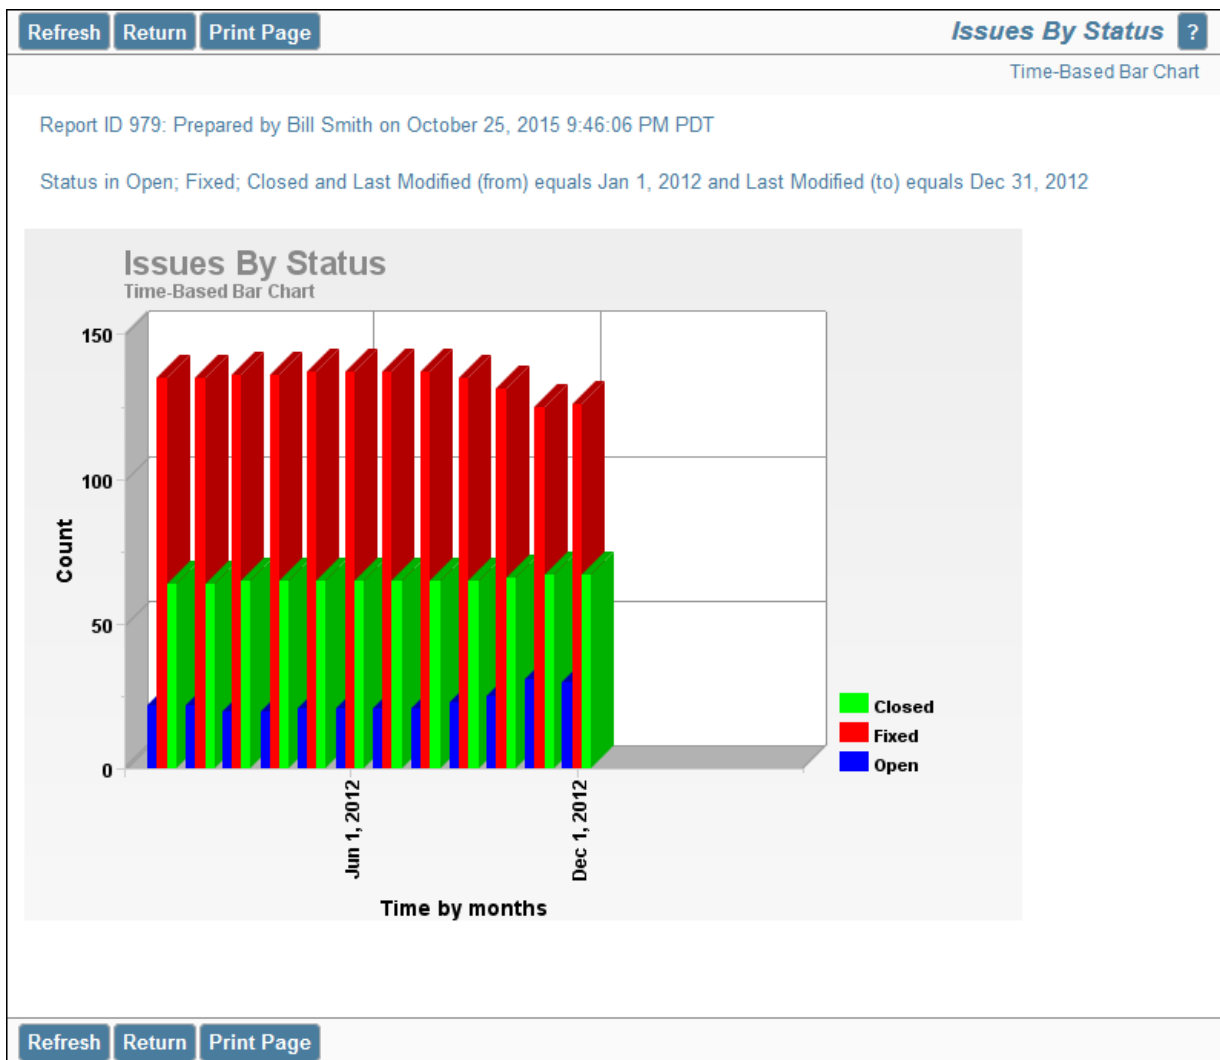 Refresh Return Print Page Issues By Status ?
Time-Based Bar Chart
Report ID 979: Prepared by Bill Smith on October 25, 2015 9:46:06 PM PDT
Status in Open; Fixed; Closed and Last Modified (from) equals Jan 1, 2012 and Last Modified (to) equals Dec 31, 2012
Issues By Status
Time-Based Bar Chart
150
100
50
0
Count
Jun 1, 2012
Dec 1, 2012
Time by months
Closed
Fixed
Open
Refresh Return Print Page